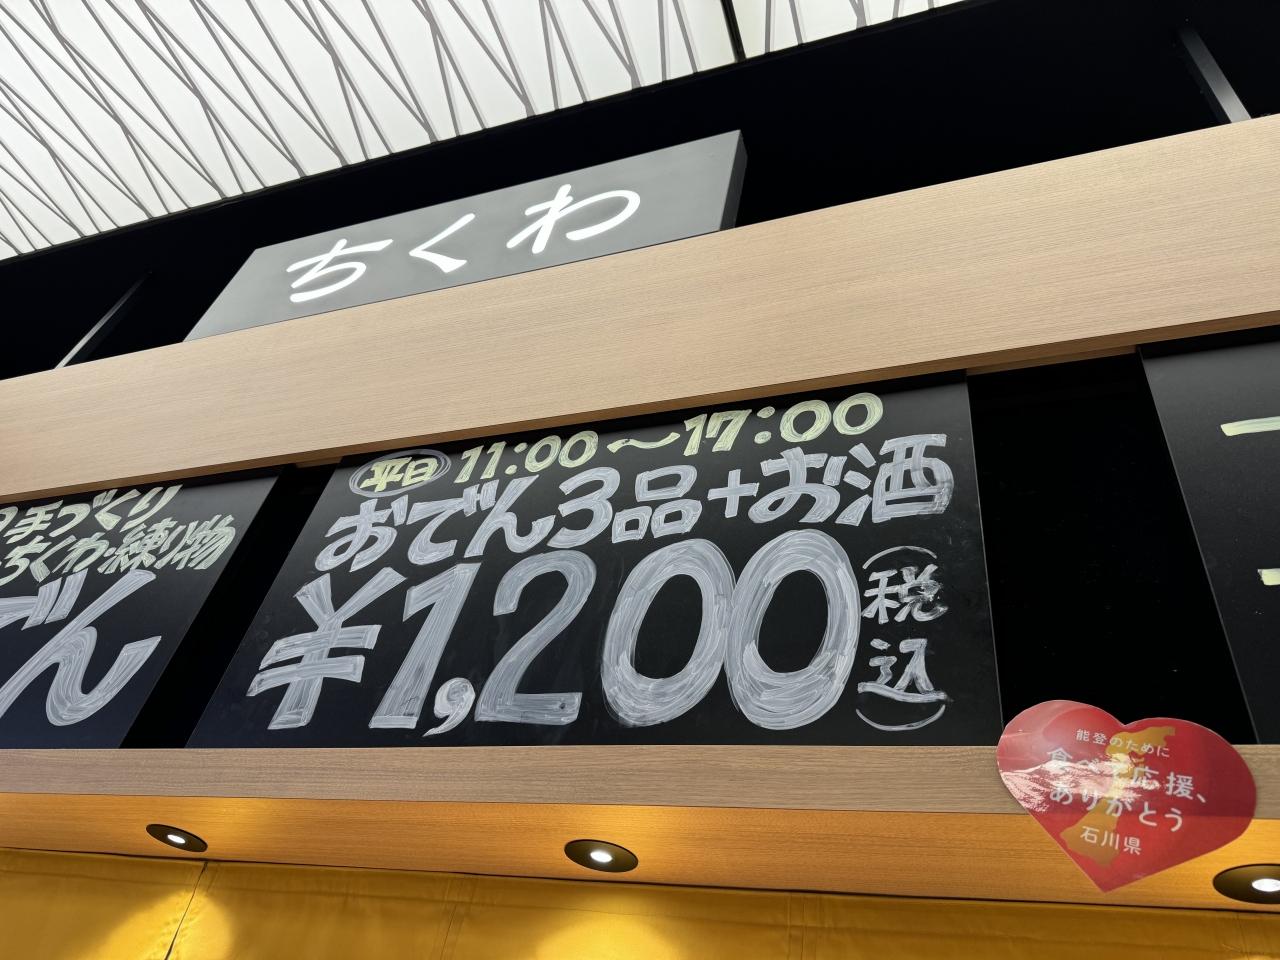 ちくわ
手づくり
ちくわ・練り物
でん
平日 11:00〜17:00
おでん3品+お酒
¥1,200
(税込)
能登のために
食べて応援、
ありがとう
石川県